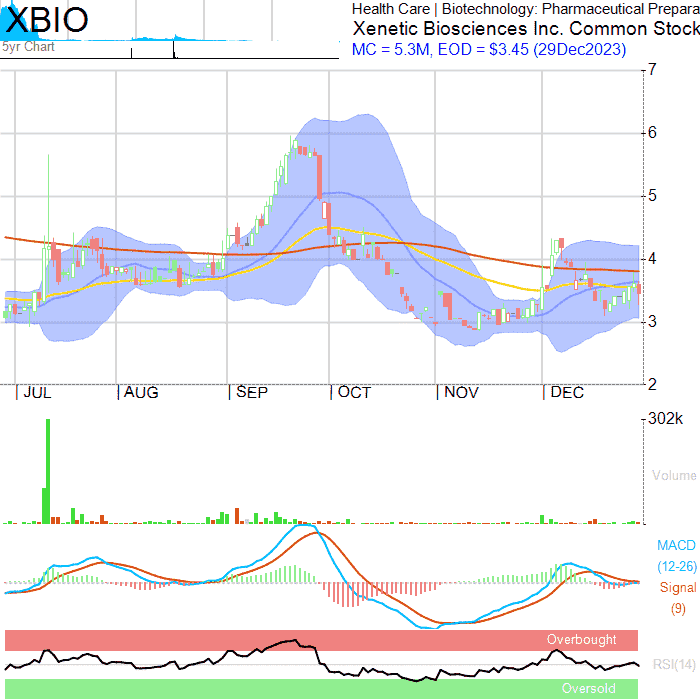 XBIO
5yr Chart
Health Care | Biotechnology: Pharmaceutical Prepara
Xenetic Biosciences Inc. Common Stock
MC = 5.3M, EOD = $3.45 (29Dec2023)
7
6
5
4
3
2
JUL AUG SEP OCT NOV DEC
302k
Volume
MACD
(12-26)
Signal
(9)
Overbought
RSI(14)
Oversold